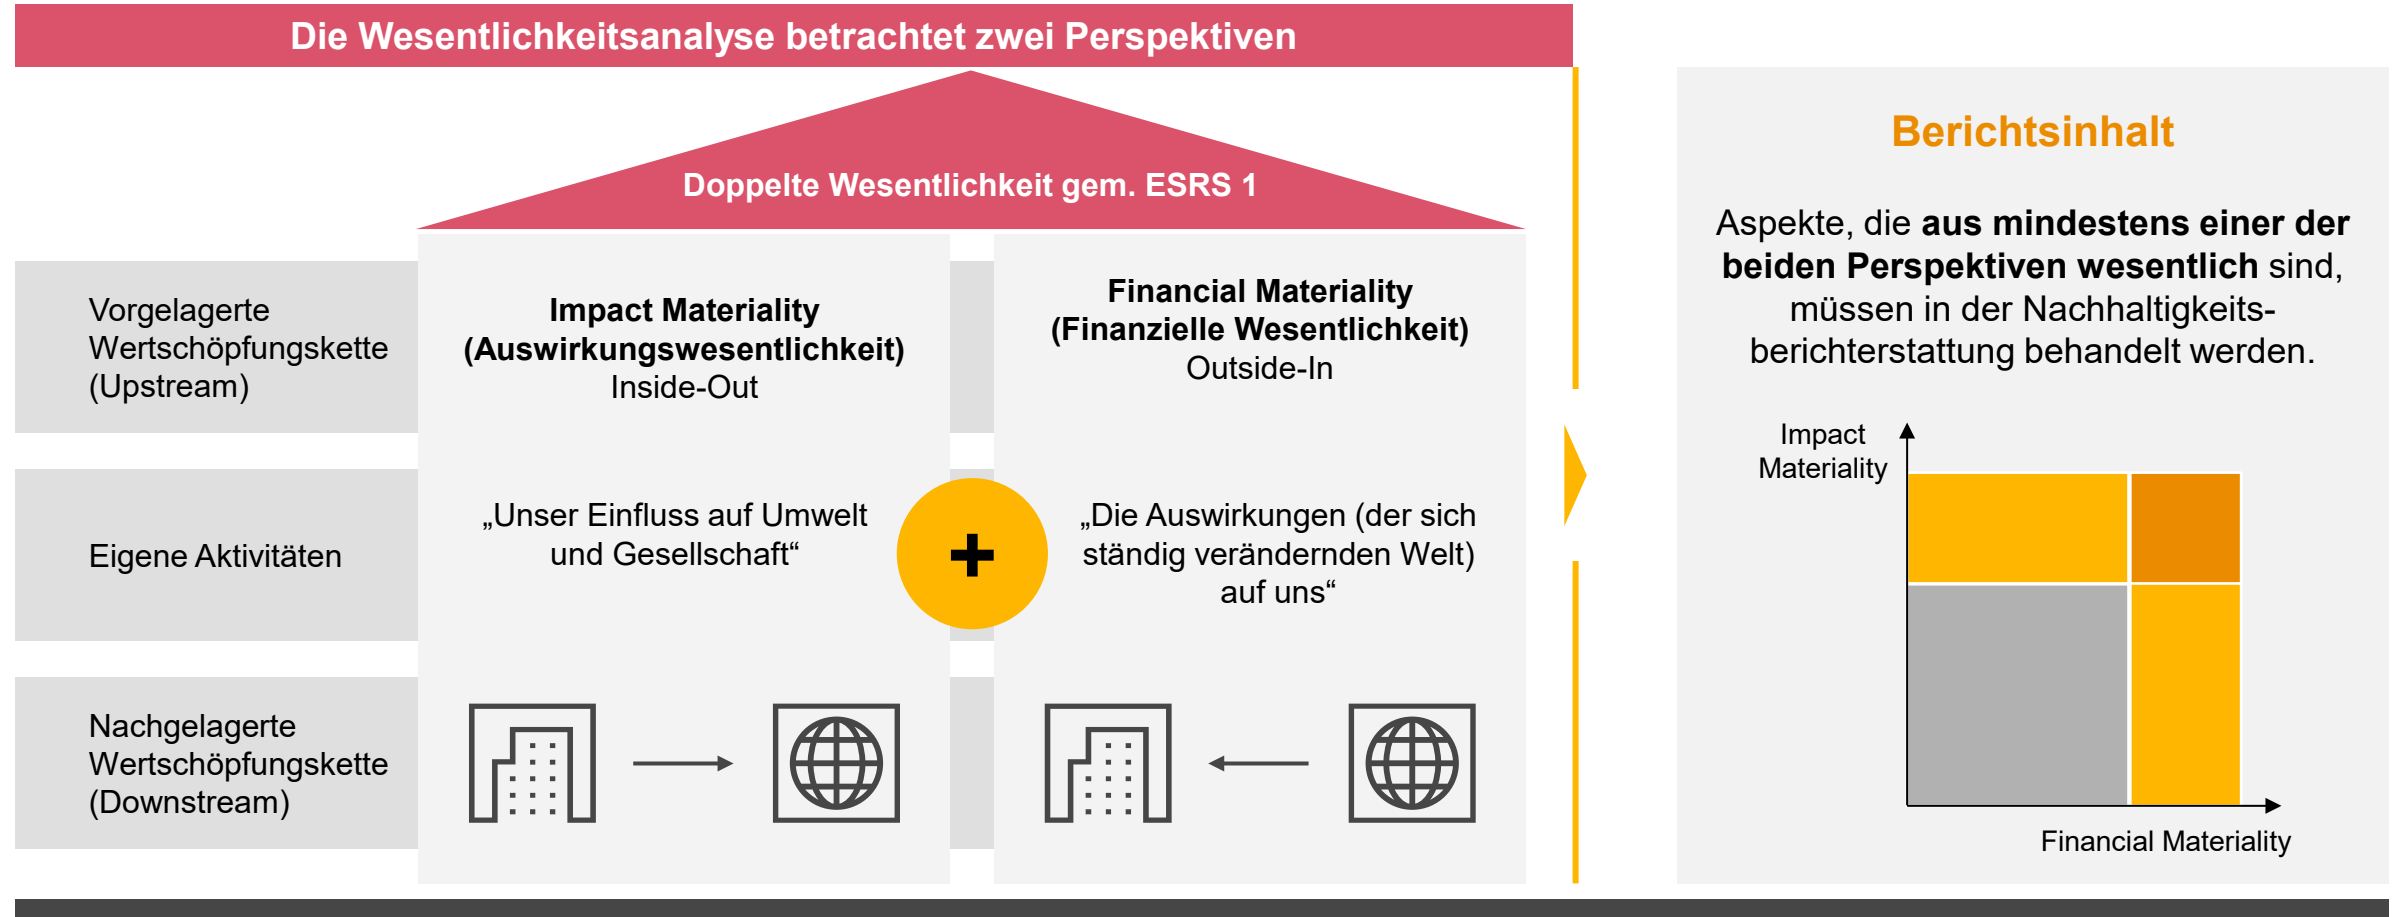 Die Wesentlichkeitsanalyse betrachtet zwei Perspektiven
Doppelte Wesentlichkeit gem. ESRS 1
Vorgelagerte
Wertschöpfungskette
(Upstream)
Impact Materiality
(Auswirkungswesentlichkeit)
Inside-Out
Financial Materiality
(Finanzielle Wesentlichkeit)
Outside-In
Eigene Aktivitäten
„Unser Einfluss auf Umwelt
und Gesellschaft“
+
„Die Auswirkungen (der sich
ständig verändernden Welt)
auf uns“
Nachgelagerte
Wertschöpfungskette
(Downstream)
Berichtsinhalt
Aspekte, die aus mindestens einer der
beiden Perspektiven wesentlich sind,
müssen in der Nachhaltigkeits-
berichterstattung behandelt werden.
Impact
Materiality
Financial Materiality